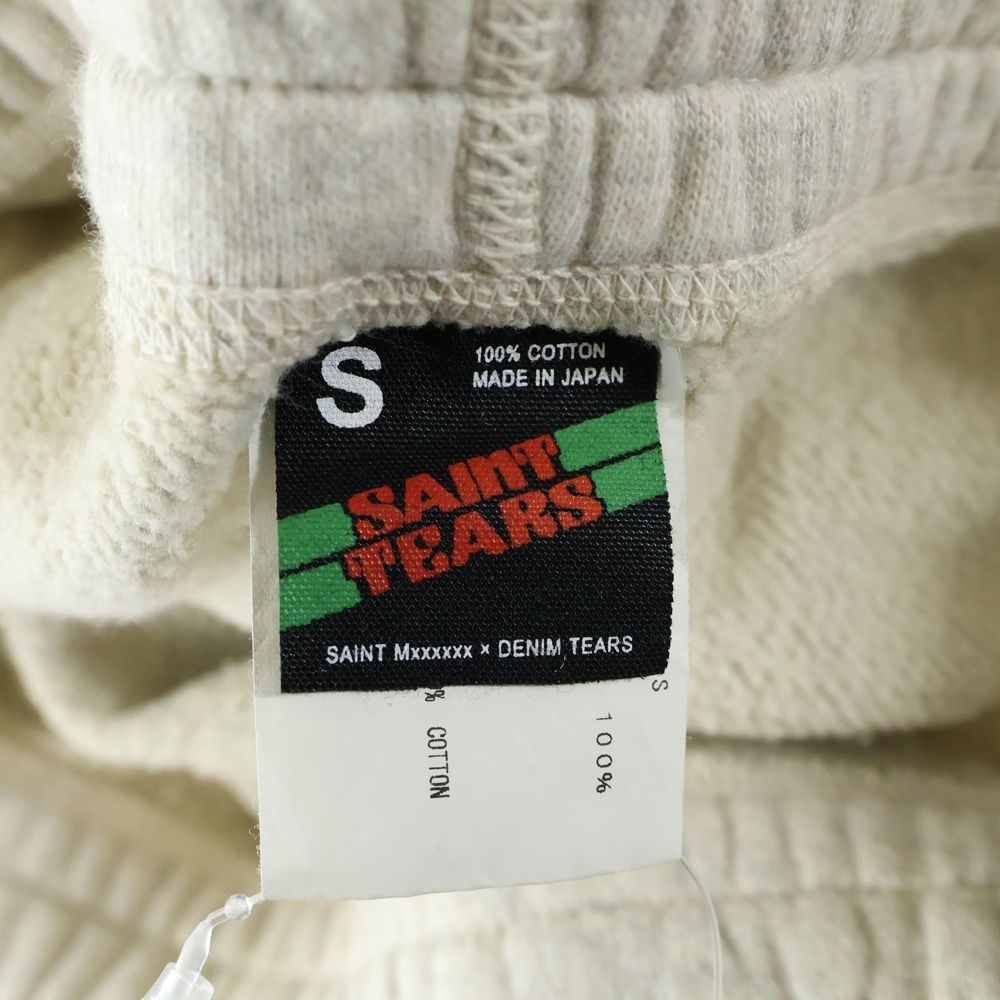 S
100% COTTON
MADE IN JAPAN
SAINT
TEARS
SAINT Mxxxxxx × DENIM TEARS
S
% COTTON
100%